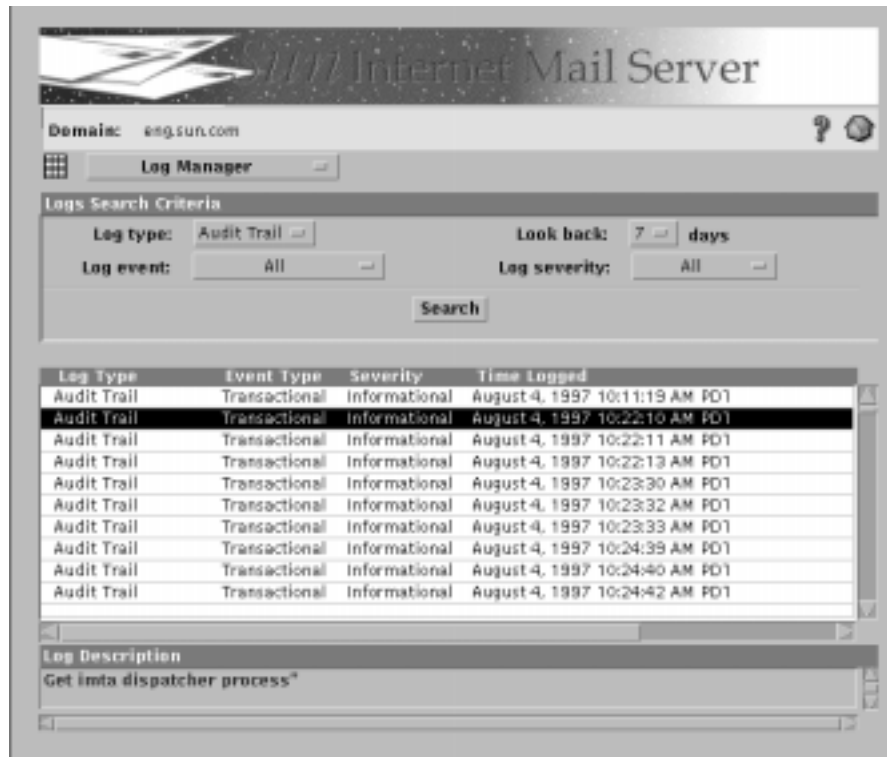 Sun Internet Mail Server
Domain: eng.sun.com
Log Manager
Logs Search Criteria
Log type: Audit Trail Look back: 7 days
Log event: All Log severity: All
Search
Log Type Event Type Severity Time Logged
Audit Trail Transactional Informational August 4, 1997 10:11:19 AM PDT
Audit Trail Transactional Informational August 4, 1997 10:22:10 AM PDT
Audit Trail Transactional Informational August 4, 1997 10:22:11 AM PDT
Audit Trail Transactional Informational August 4, 1997 10:22:13 AM PDT
Audit Trail Transactional Informational August 4, 1997 10:23:30 AM PDT
Audit Trail Transactional Informational August 4, 1997 10:23:32 AM PDT
Audit Trail Transactional Informational August 4, 1997 10:23:33 AM PDT
Audit Trail Transactional Informational August 4, 1997 10:24:39 AM PDT
Audit Trail Transactional Informational August 4, 1997 10:24:40 AM PDT
Audit Trail Transactional Informational August 4, 1997 10:24:42 AM PDT
Log Description
Get imta dispatcher process"